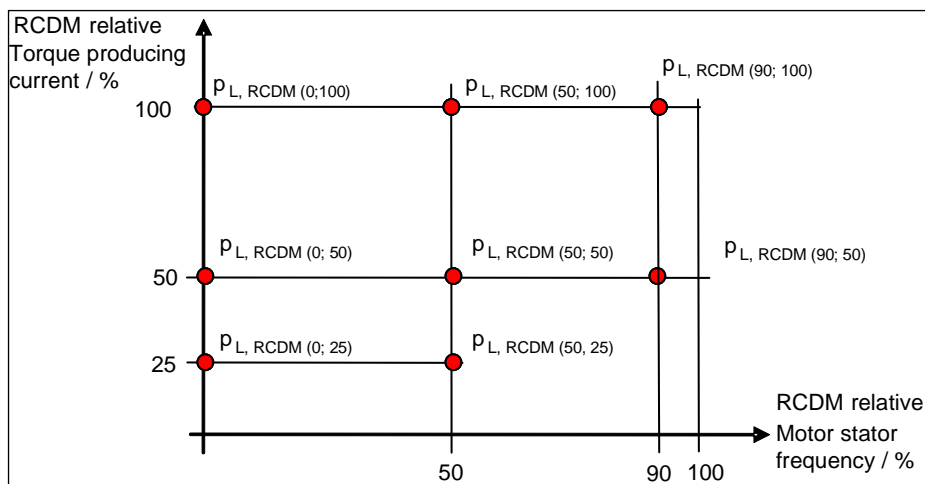 RCDM relative
Torque producing
current / %
p L, RCDM (0;100)
p L, RCDM (50; 100)
p L, RCDM (90; 100)
100
p L, RCDM (0; 50)
p L, RCDM (50; 50)
p L, RCDM (90; 50)
50
p L, RCDM (0; 25)
p L, RCDM (50, 25)
25
RCDM relative
Motor stator
frequency / %
50
90
100